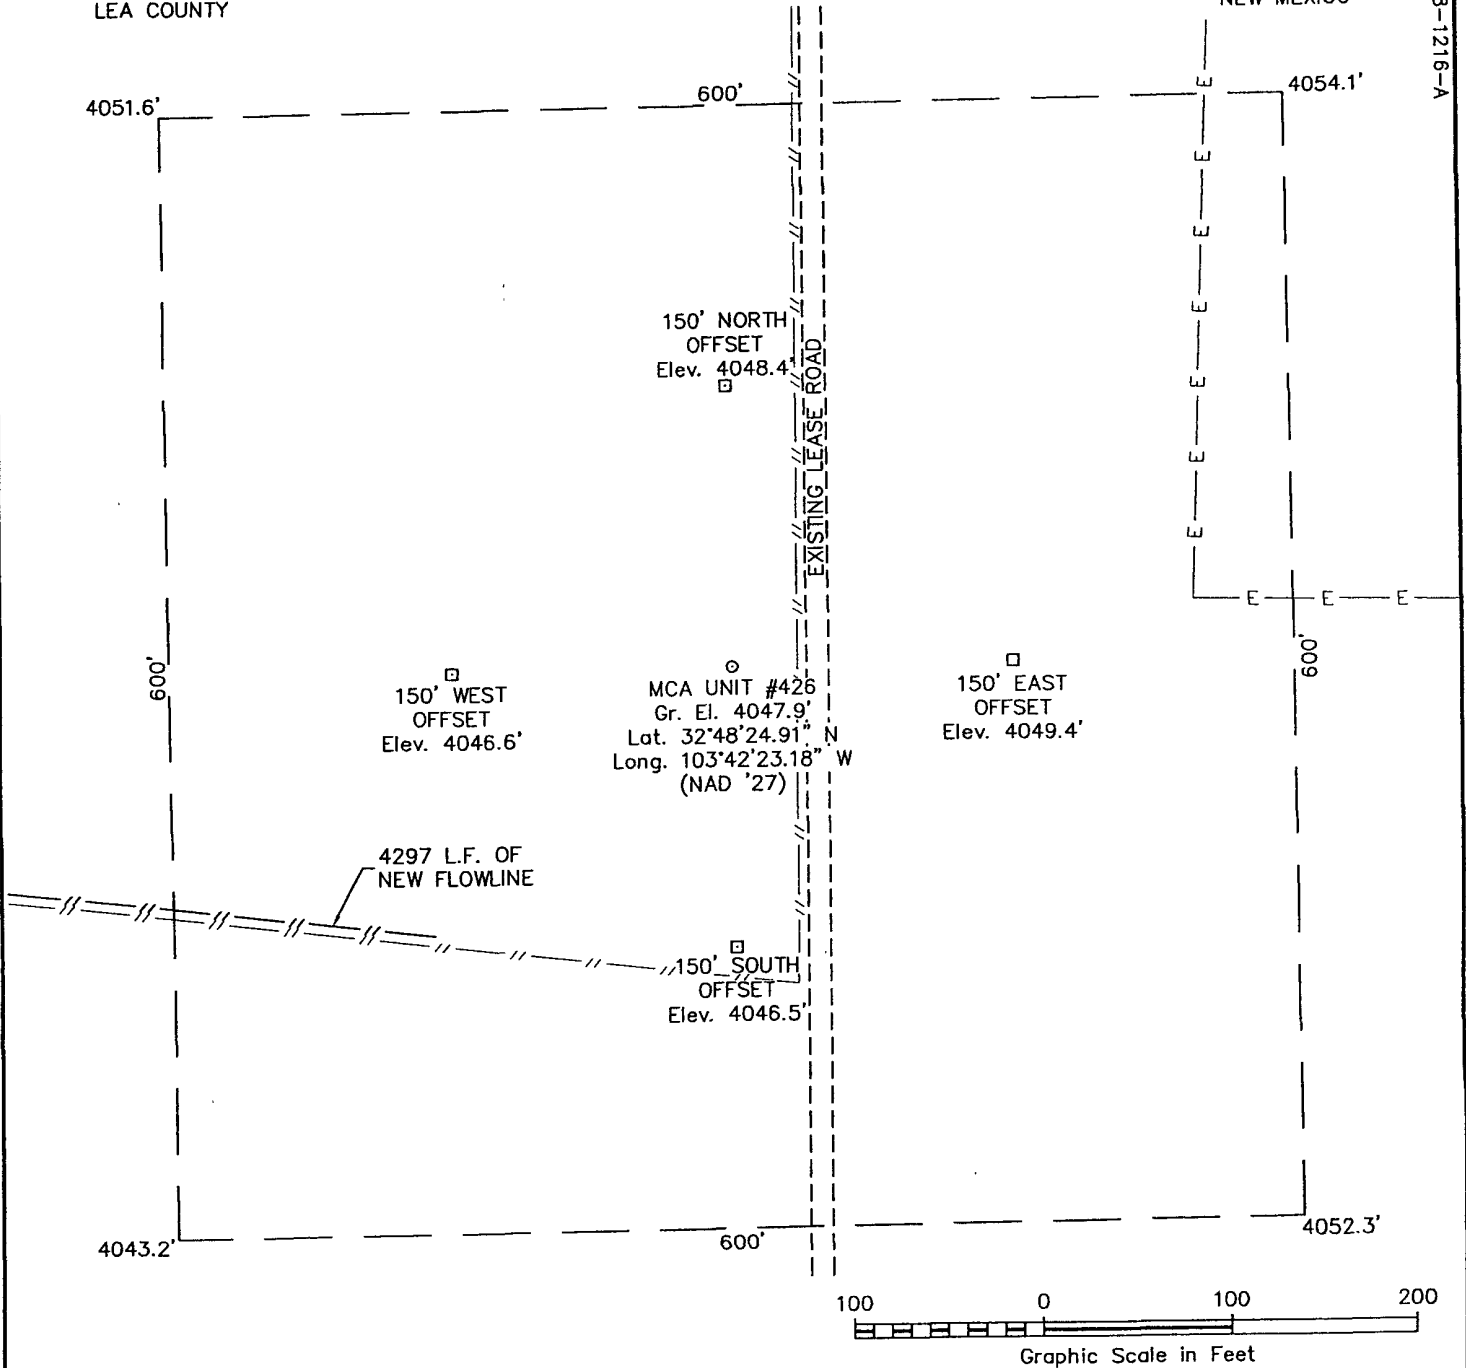 LEA COUNTY
4051.6'
600'
4054.1'
E
E
E
E
E
E
E
150' NORTH
OFFSET
Elev. 4048.4'
EXISTING LEASE ROAD
E
E
E
600'
600'
150' WEST
OFFSET
Elev. 4046.6'
MCA UNIT #426
Gr. El. 4047.9'
Lat. 32°48'24.91" N
Long. 103°42'23.18" W
(NAD '27)
150' EAST
OFFSET
Elev. 4049.4'
4297 L.F. OF
NEW FLOWLINE
150' SOUTH
OFFSET
Elev. 4046.5'
4043.2'
600'
4052.3'
100 0 100 200
Graphic Scale in Feet